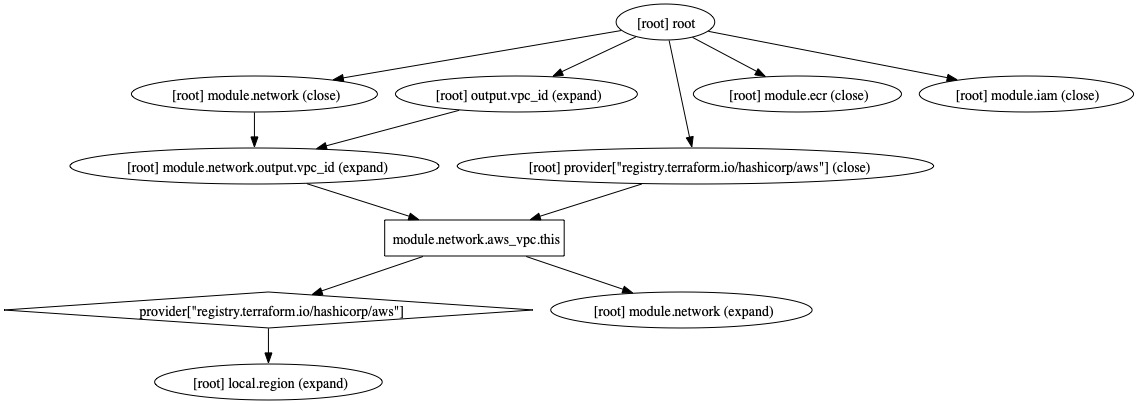 [root] root
[root] module.network (close)
[root] output.vpc_id (expand)
[root] module.ecr (close)
[root] module.iam (close)
[root] module.network.output.vpc_id (expand)
[root] provider["registry.terraform.io/hashicorp/aws"] (close)
module.network.aws_vpc.this
provider["registry.terraform.io/hashicorp/aws"]
[root] module.network (expand)
[root] local.region (expand)